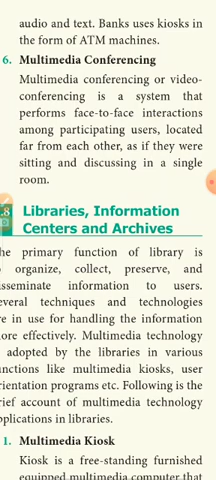 audio and text. Banks uses kiosks in
the form of ATM machines.
6. Multimedia Conferencing
Multimedia conferencing or video-
conferencing is a system that
performs face-to-face interactions
among participating users, located
far from each other, as if they were
sitting and discussing in a single
room.
.8 Libraries, Information
Centers and Archives
he primary function of library is
organize, collect, preserve, and
isseminate information to users.
everal techniques and technologies
re in use for handling the information
ore effectively. Multimedia technology
adopted by the libraries in various
unctions like multimedia kiosks, user
rientation programs etc. Following is the
rief account of multimedia technology
pplications in libraries.
1. Multimedia Kiosk
Kiosk is a free-standing furnished
equipped multimedia computer that